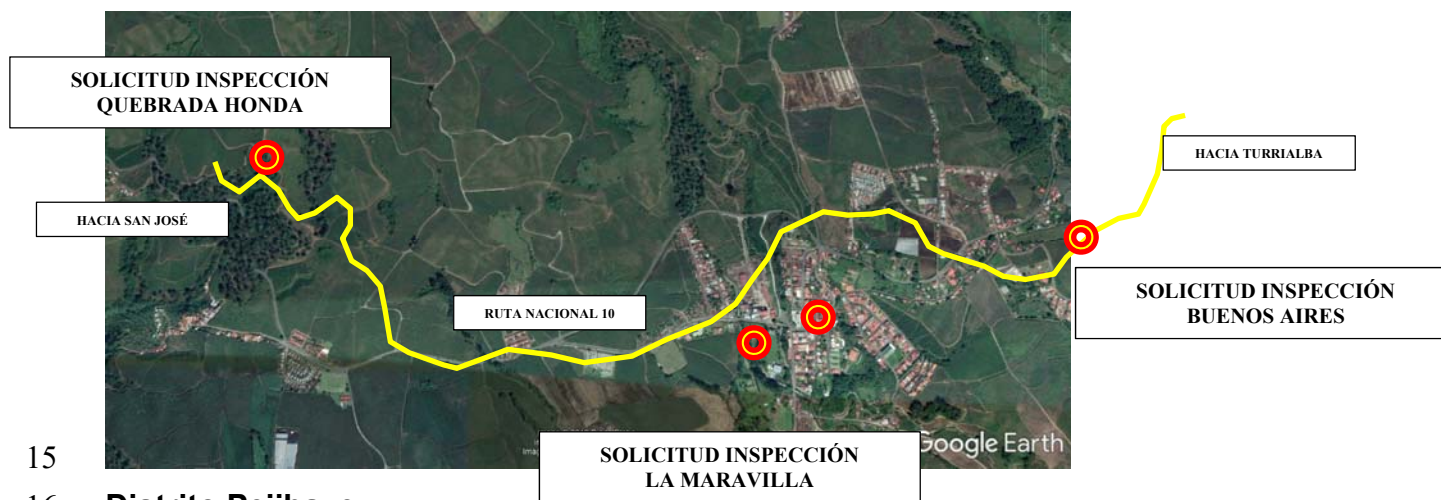 SOLICITUD INSPECCIÓN
QUEBRADA HONDA
HACIA TURRIALBA
HACIA SAN JOSÉ
SOLICITUD INSPECCIÓN
BUENOS AIRES
RUTA NACIONAL 10
15
Google Earth
SOLICITUD INSPECCIÓN
LA MARAVILLA